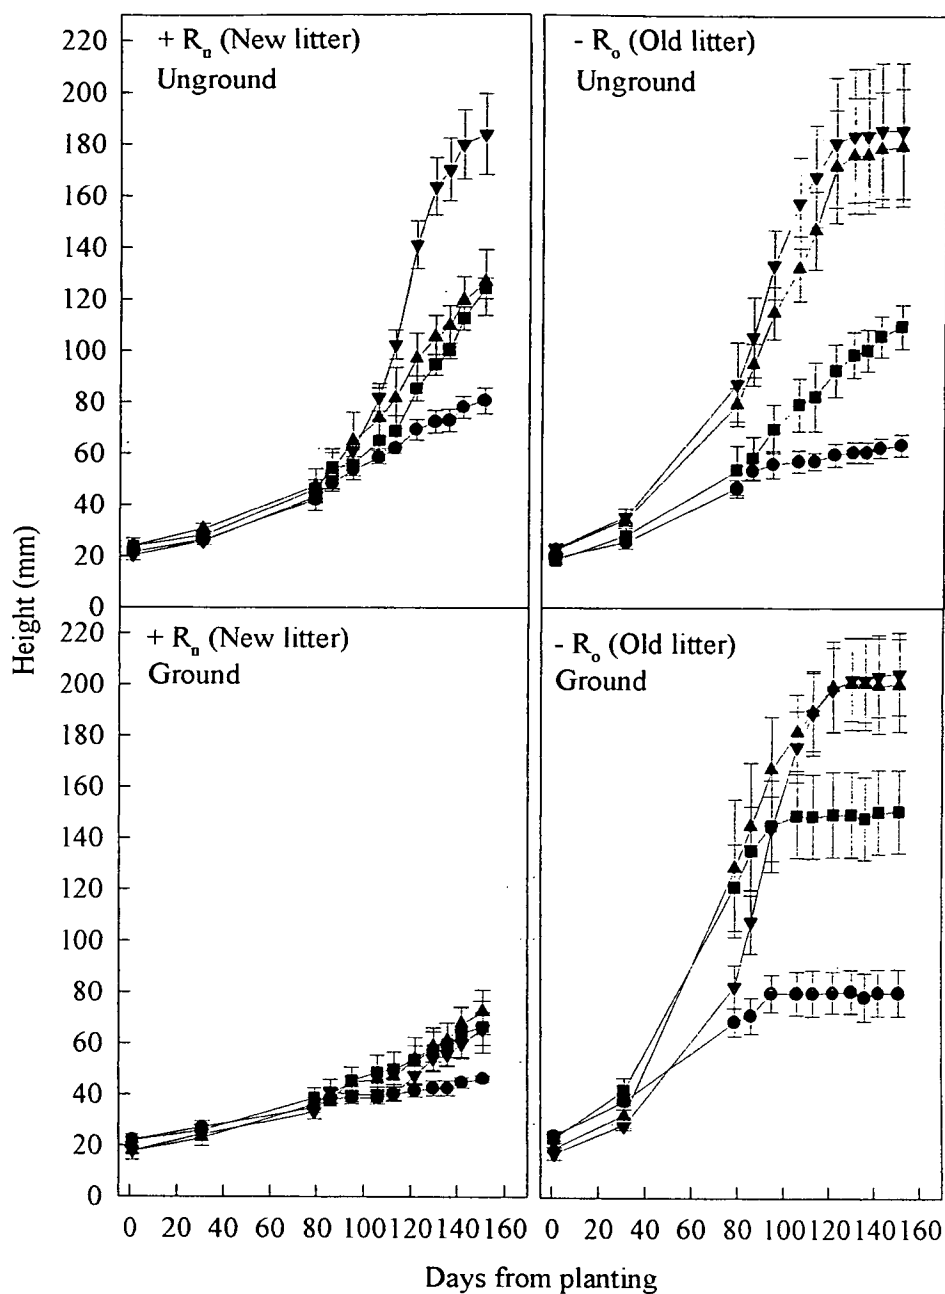 220
200
180
160
140
120
100
80
60
40
20
0
+ Rn (New litter)
Unground
- Ro (Old litter)
Unground
Height (mm)
220
200
180
160
140
120
100
80
60
40
20
0
+ Rn (New litter)
Ground
- Ro (Old litter)
Ground
0 20 40 60 80 100 120 140 160
0 20 40 60 80 100 120 140 160
Days from planting